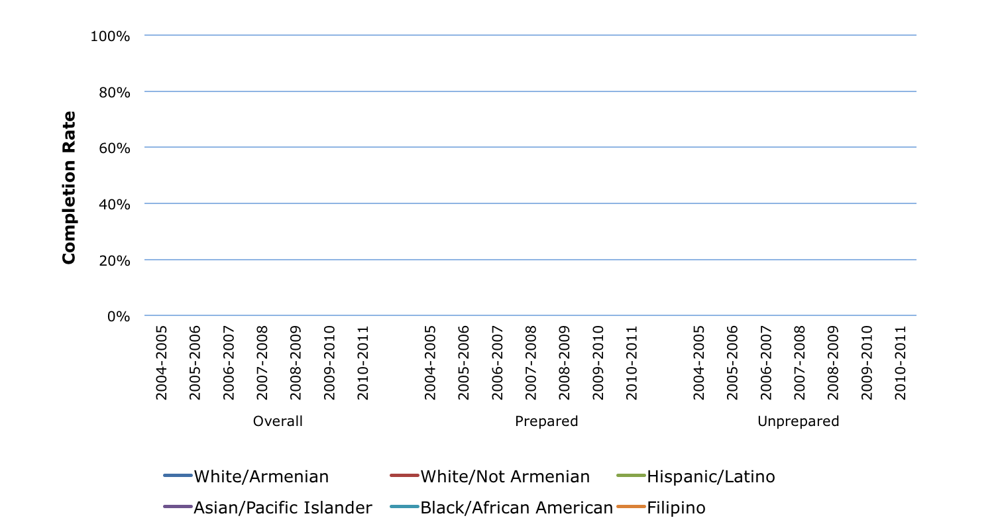 100%
80%
60%
40%
20%
0%
Completion Rate
2004-2005
2005-2006
2006-2007
2007-2008
2008-2009
2009-2010
2010-2011
2004-2005
2005-2006
2006-2007
2007-2008
2008-2009
2009-2010
2010-2011
2004-2005
2005-2006
2006-2007
2007-2008
2008-2009
2009-2010
2010-2011
Overall
Prepared
Unprepared
White/Armenian
White/Not Armenian
Hispanic/Latino
Asian/Pacific Islander
Black/African American
Filipino